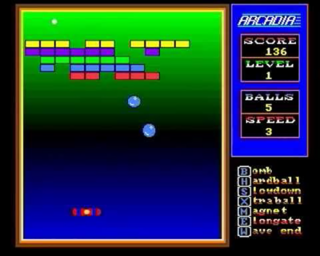 ARCADIA
SCORE
136
LEVEL
1
BALLS
5
SPEED
3
Bomb
Hardball
Slowdown
Xtraball
Magnet
Elongate
Wave end